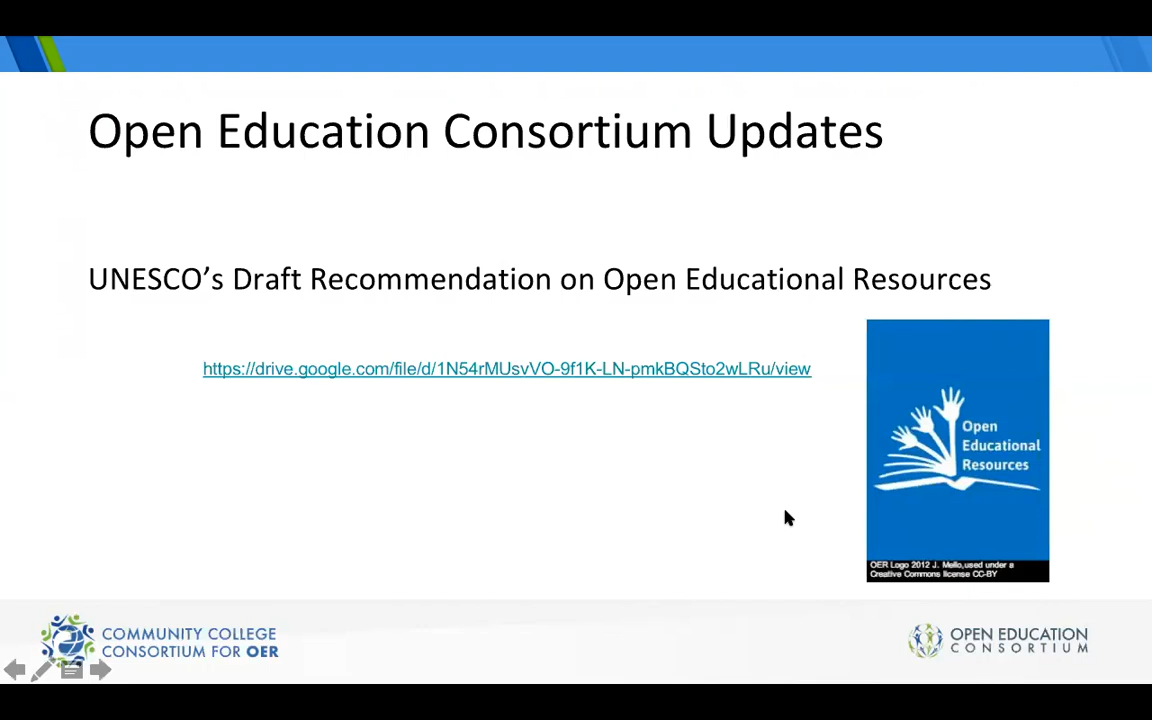 Open Education Consortium Updates
UNESCO’s Draft Recommendation on Open Educational Resources
https://drive.google.com/file/d/1N54rMUsvVO-9f1K-LN-pmkBQSto2wLRu/view
Open
Educational
Resources
OER Logo 2012 J. Mello,used under a
Creative Commons license CC-BY
COMMUNITY COLLEGE
CONSORTIUM FOR OER
OPEN EDUCATION
CONSORTIUM